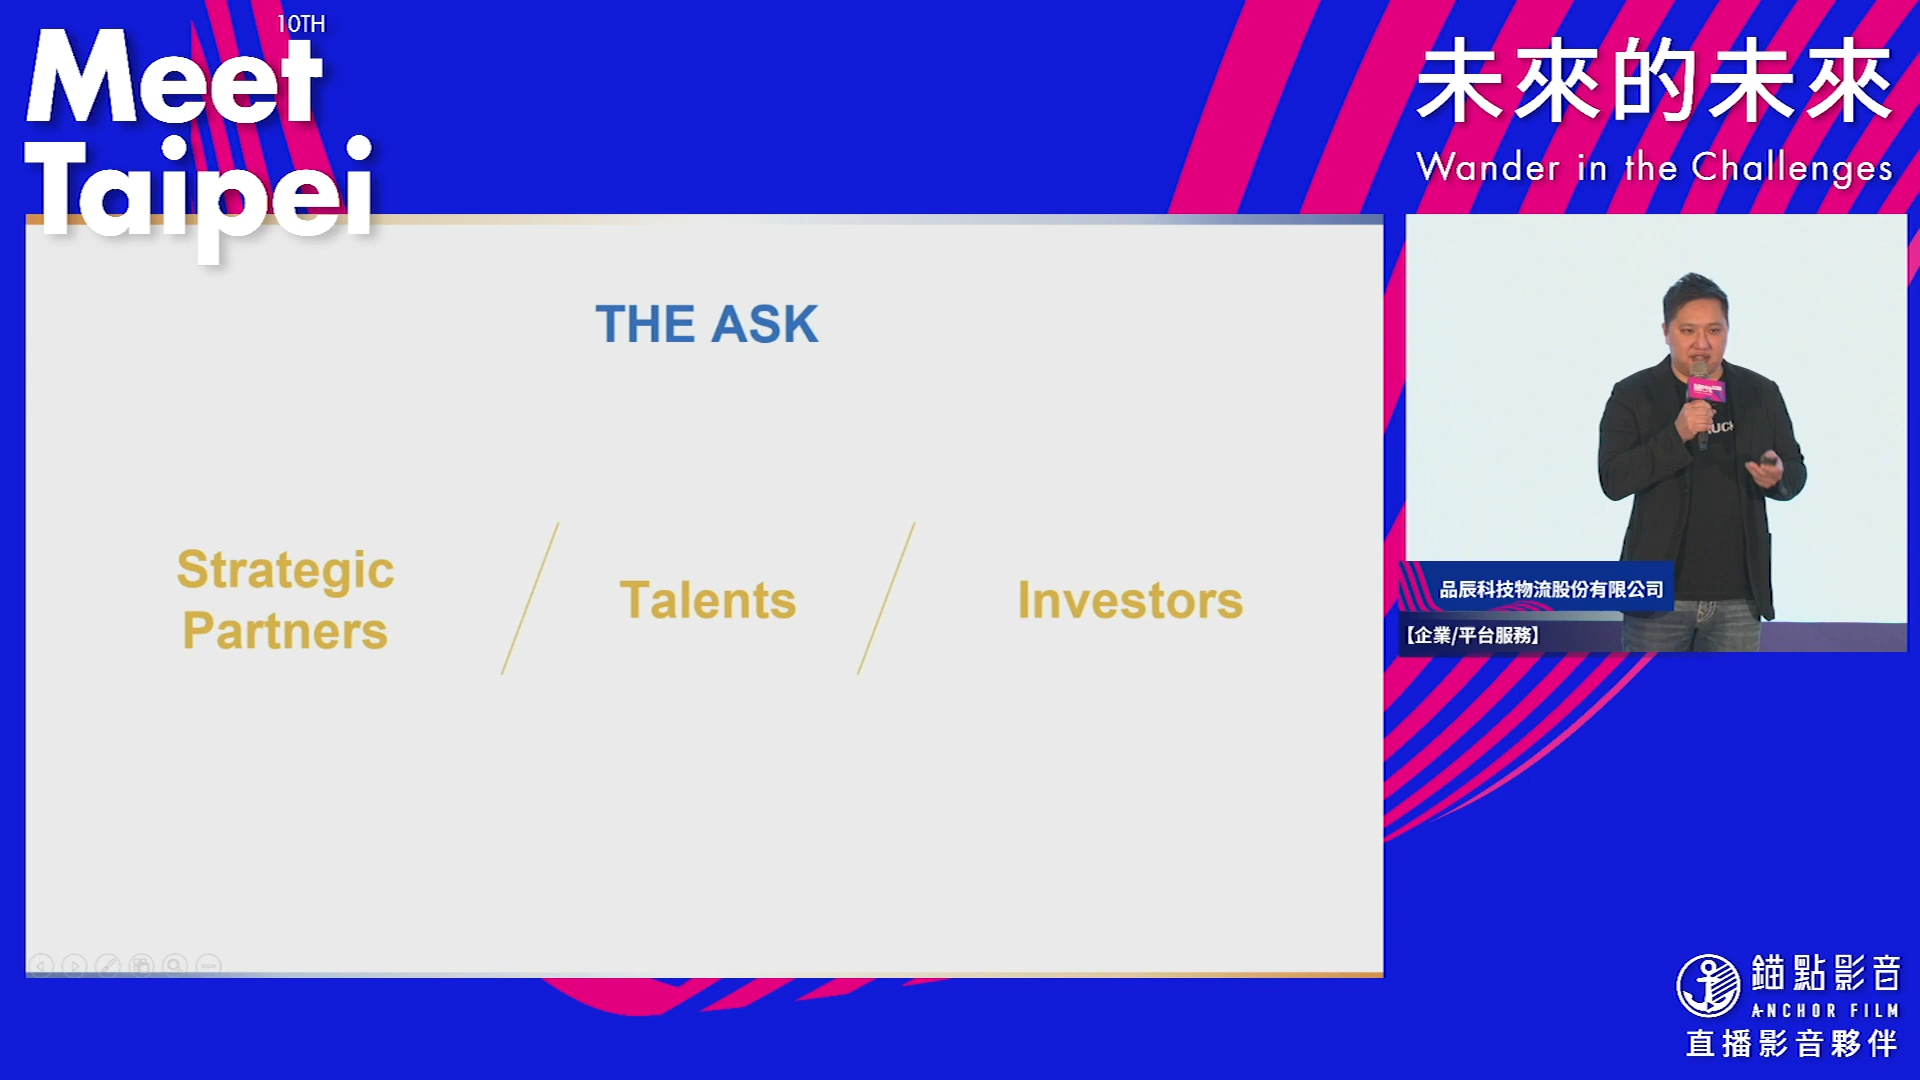 10TH
Meet
Taipei
未來的未來
Wander in the Challenges
THE ASK
Strategic
Partners
Talents
Investors
品辰科技物流股份有限公司
【企業/平台服務】
錨點影音
ANCHOR FILM
直播影音夥伴